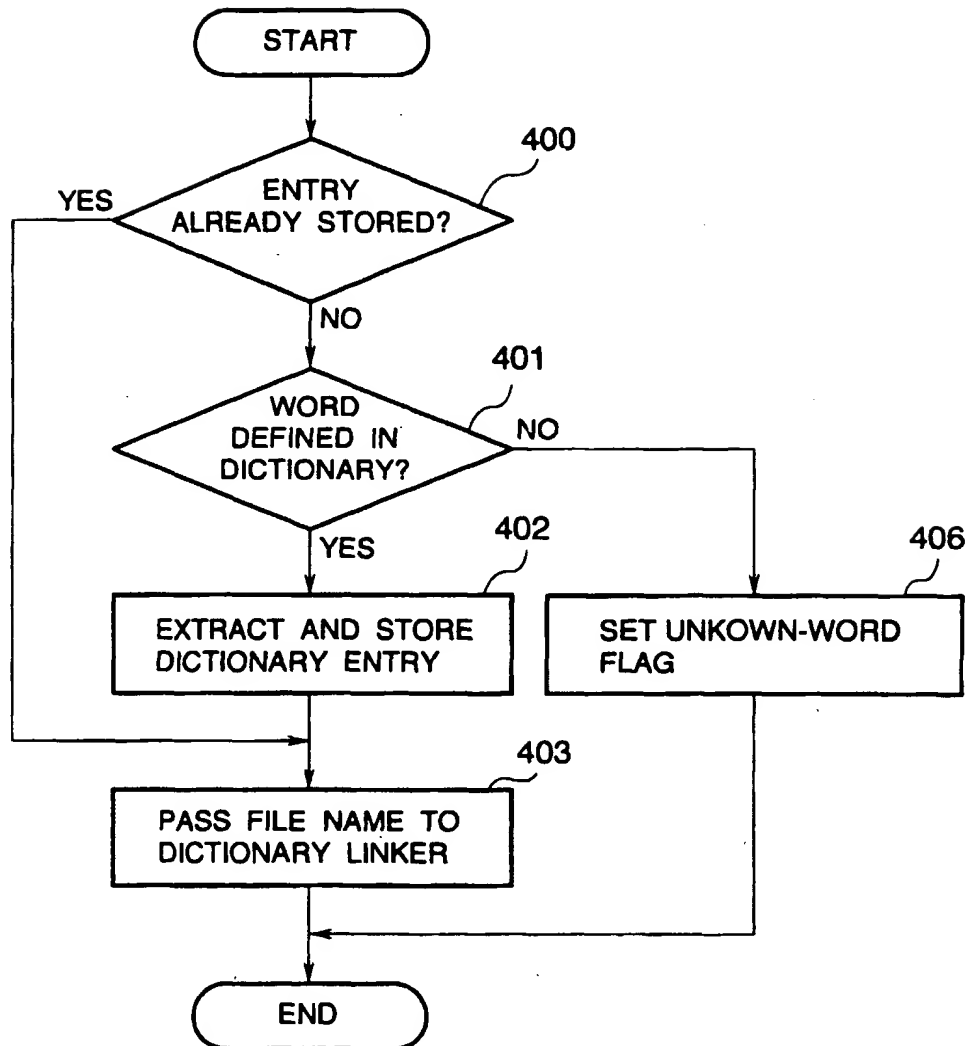 START
400
ENTRY
ALREADY STORED?
YES
NO
401
WORD
DEFINED IN
DICTIONARY?
NO
YES
402
EXTRACT AND STORE
DICTIONARY ENTRY
406
SET UNKOWN-WORD
FLAG
403
PASS FILE NAME TO
DICTIONARY LINKER
END